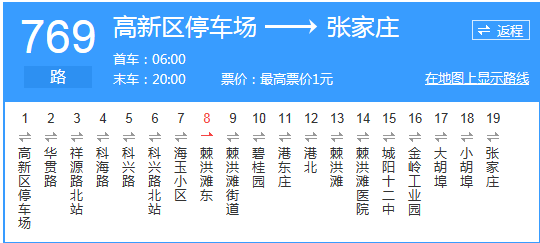 769
路
高新区停车场 张家庄
首车：06:00
末车：20:00 票价：最高票价1元
返程
在地图上显示路线
1 2 3 4 5 6 7 8 9 10 11 12 13 14 15 16 17 18 19
高新区停车场
华贯路
祥源路北站
科海路
科兴路
科兴路北站
海玉小区
棘洪滩东
棘洪滩街道
碧桂园
港东庄
港北
棘洪滩
棘洪滩医院
城阳十二中
金岭工业园
大胡埠
小胡埠
张家庄